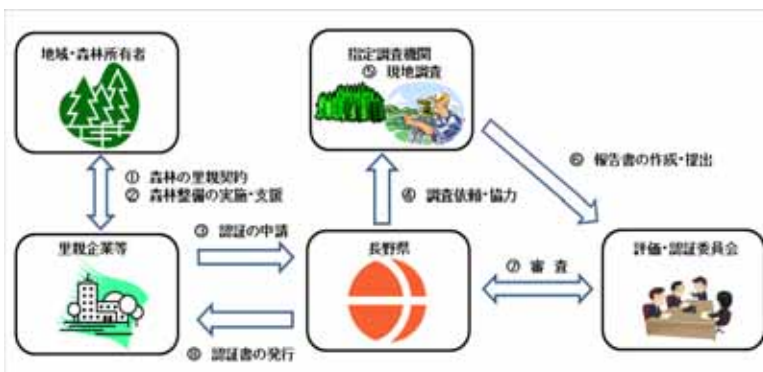 地域・森林所有者
指定調査機関
⑤ 現地調査
① 森林の里親契約
② 森林整備の実施・支援
⑥ 報告書の作成・提出
④ 調査依頼・協力
里親企業等
③ 認証の申請
長野県
評価・認証委員会
⑦ 審 査
⑧ 認証書の発行